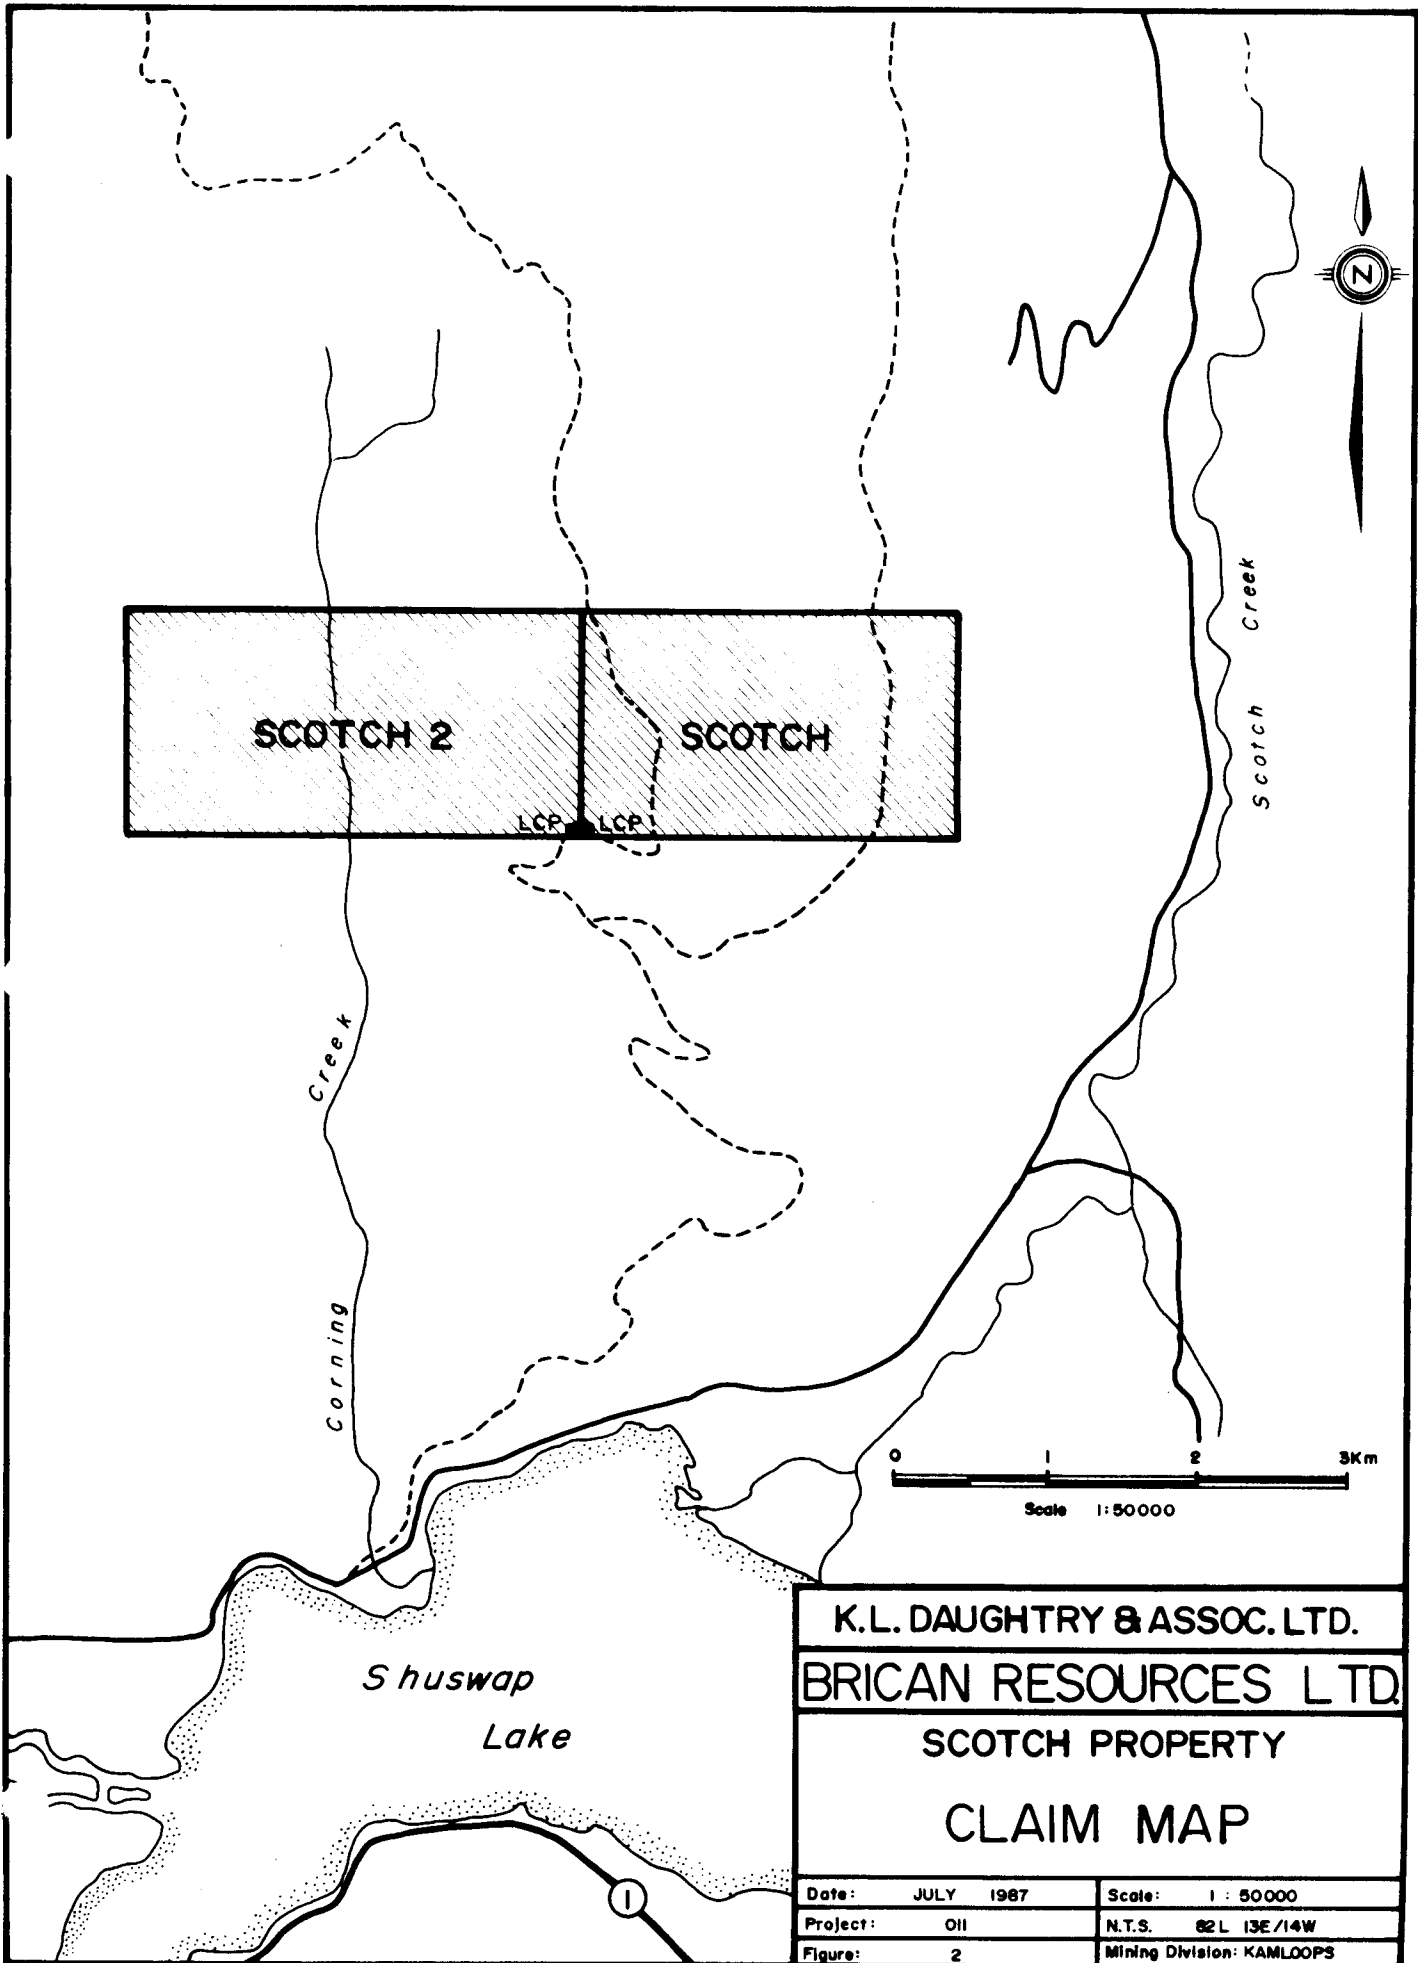 N
Scotch Creek
SCOTCH 2
SCOTCH
LCP
LCP
Corning Creek
0 1 2 3Km
Scale 1:50000
Shuswap
Lake
1
K.L. DAUGHTRY & ASSOC. LTD.
BRICAN RESOURCES LTD.
SCOTCH PROPERTY
CLAIM MAP
Date: JULY 1987
Scale: 1 : 50000
Project: 011
N.T.S. 82L 13E/14W
Figure: 2
Mining Division: KAMLOOPS